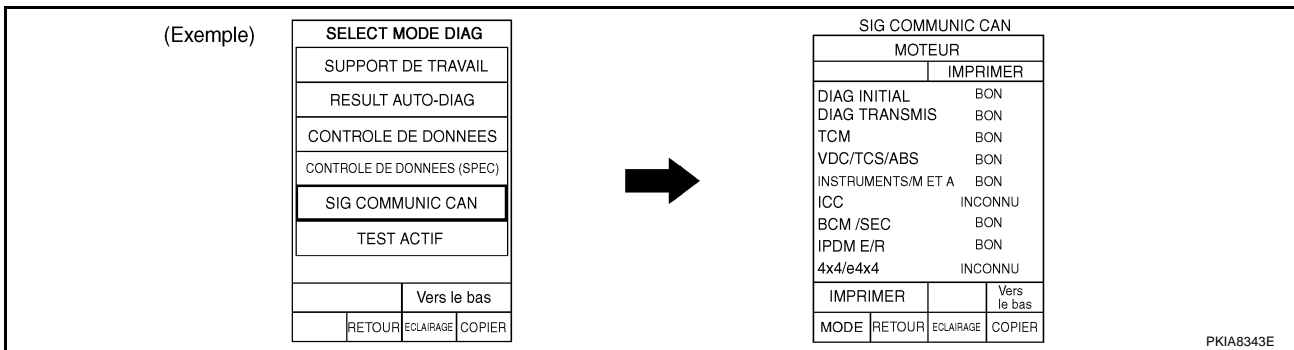 (Exemple)
SELECT MODE DIAG
SUPPORT DE TRAVAIL
RESULT AUTO-DIAG
CONTROLE DE DONNEES
CONTROLE DE DONNEES (SPEC)
SIG COMMUNIC CAN
TEST ACTIF
Vers le bas
RETOUR ECLAIRAGE COPIER
SIG COMMUNIC CAN
MOTEUR
IMPRIMER
DIAG INITIAL BON
DIAG TRANSMIS BON
TCM BON
VDC/TCS/ABS BON
INSTRUMENTS/M ET A BON
ICC INCONNU
BCM /SEC BON
IPDM E/R BON
4x4/e4x4 INCONNU
IMPRIMER Vers
le bas
MODE RETOUR ECLAIRAGE COPIER
PKIA8343E